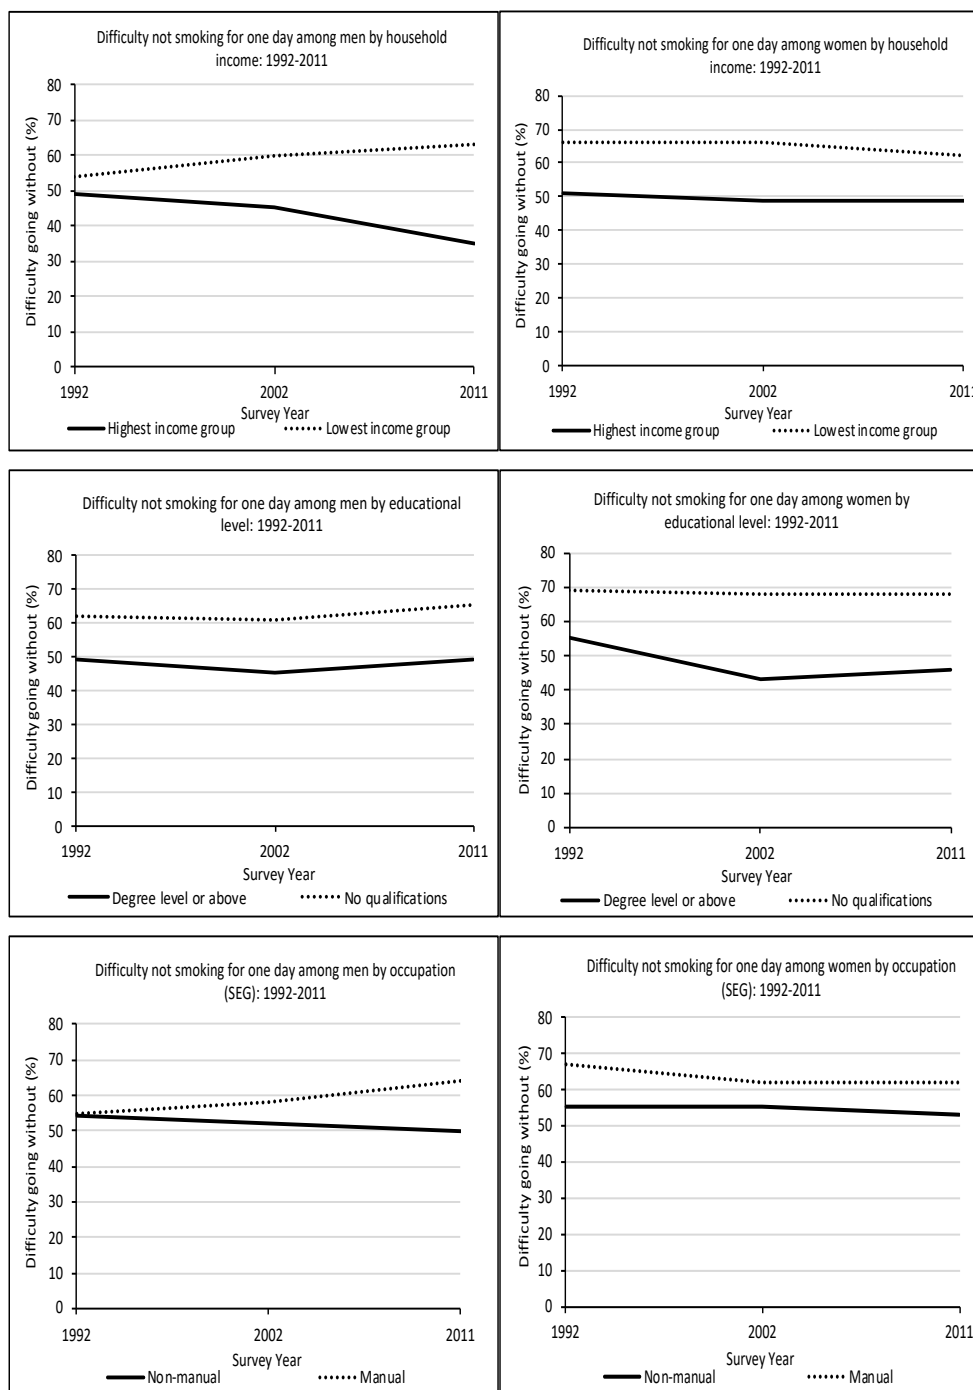 Difficulty not smoking for one day among men by household
income: 1992-2011
80
70
60
50
40
30
20
10
0
Difficulty going without (%)
1992
2002
2011
Survey Year
Highest income group
Lowest income group
Difficulty not smoking for one day among women by household
income: 1992-2011
80
70
60
50
40
30
20
10
0
Difficulty going without (%)
1992
2002
2011
Survey Year
Highest income group
Lowest income group
Difficulty not smoking for one day among men by educational
level: 1992-2011
80
70
60
50
40
30
20
10
0
Difficulty going without (%)
1992
2002
2011
Survey Year
Degree level or above
No qualifications
Difficulty not smoking for one day among women by
educational level: 1992-2011
80
70
60
50
40
30
20
10
0
Difficulty going without (%)
1992
2002
2011
Survey Year
Degree level or above
No qualifications
Difficulty not smoking for one day among men by occupation
(SEG): 1992-2011
80
70
60
50
40
30
20
10
0
Difficulty going without (%)
1992
2002
2011
Survey Year
Non-manual
Manual
Difficulty not smoking for one day among women by occupation
(SEG): 1992-2011
80
70
60
50
40
30
20
10
0
Difficulty going without (%)
1992
2002
2011
Survey Year
Non-manual
Manual